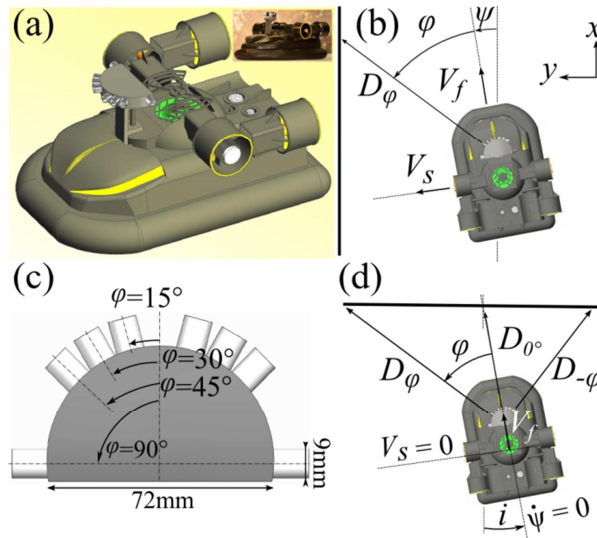 (a)
(b)
φ
ψ
x
y
D_φ
V_f
V_s
(c)
φ=15°
φ=30°
φ=45°
φ=90°
9mm
72mm
(d)
D_φ
φ
D_0°
D_-φ
V_f
V_s = 0
i
ψ̇ = 0